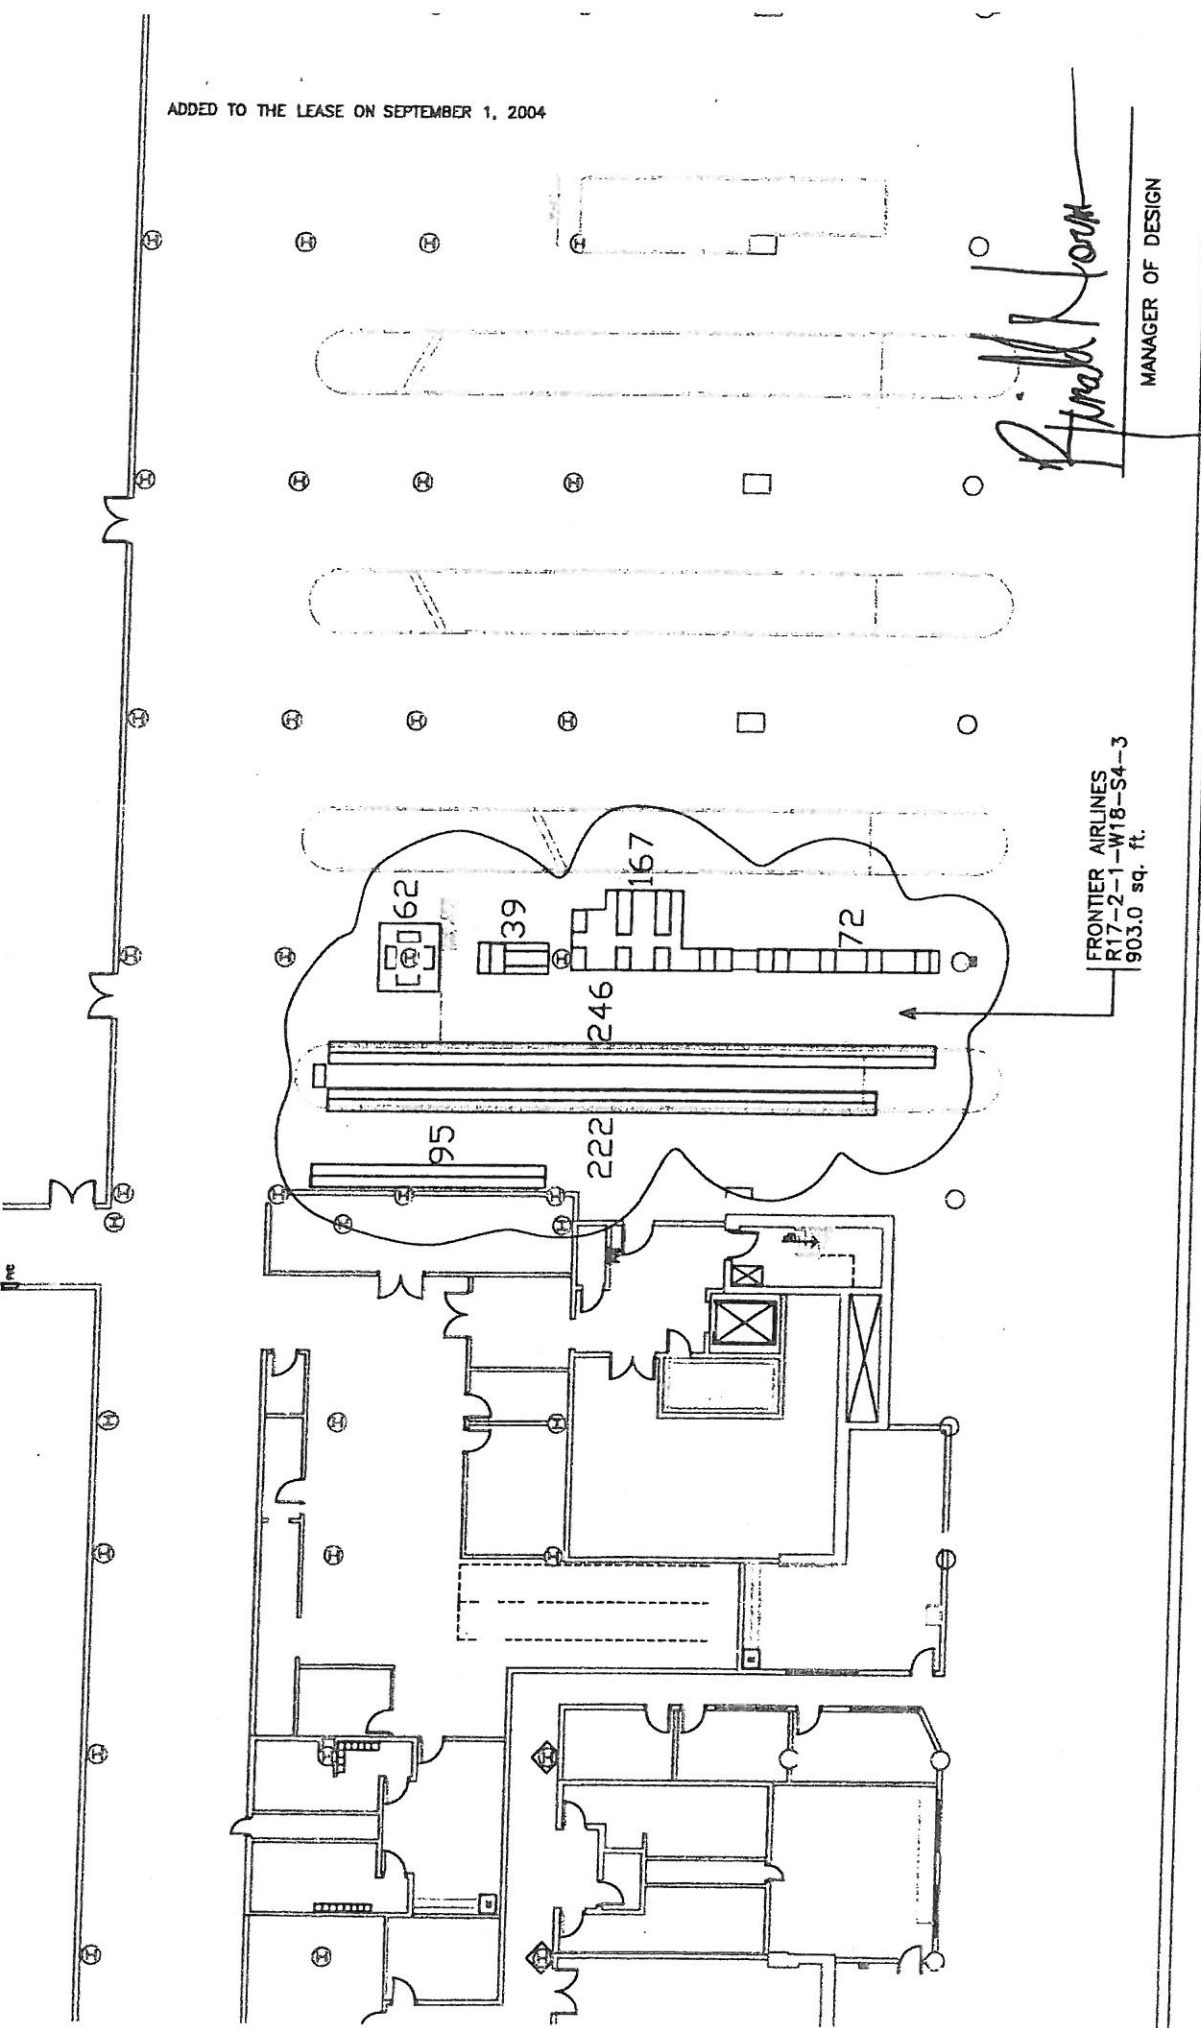 ADDED TO THE LEASE ON SEPTEMBER 1, 2004
MANAGER OF DESIGN
62
39
167
72
246
95
222
FRONTIER AIRLINES
R17-2-1-W18-S4-3
903.0 sq. ft.